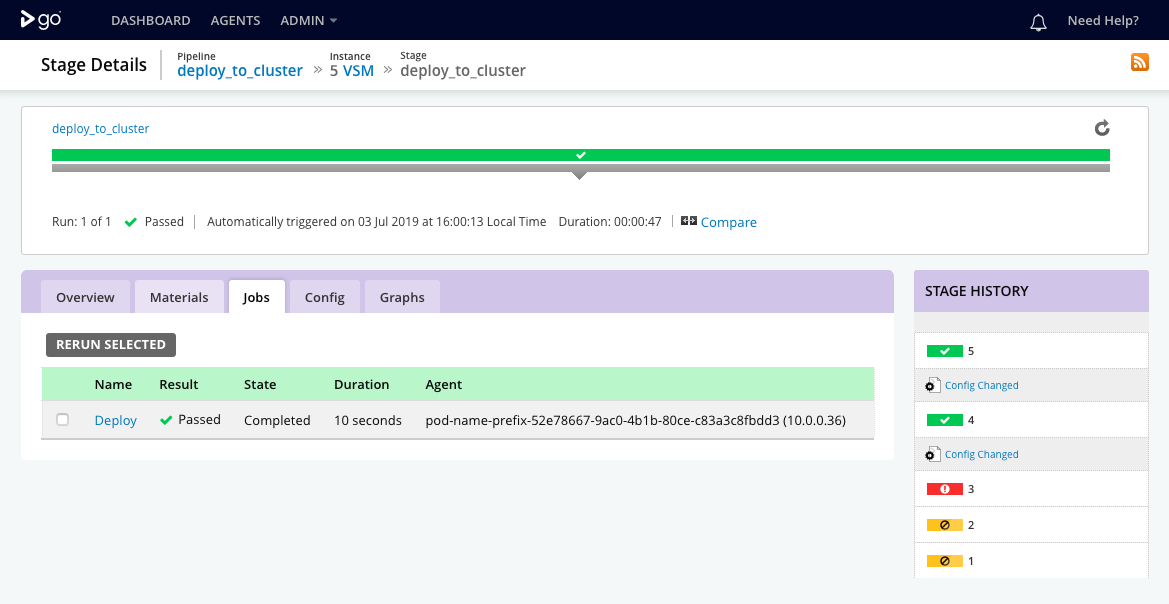 go DASHBOARD AGENTS ADMIN Need Help?
Stage Details
Pipeline Instance Stage
deploy_to_cluster » 5 VSM » deploy_to_cluster
deploy_to_cluster
Run: 1 of 1 Passed Automatically triggered on 03 Jul 2019 at 16:00:13 Local Time Duration: 00:00:47 Compare
Overview Materials Jobs Config Graphs
RERUN SELECTED
Name Result State Duration Agent
Deploy Passed Completed 10 seconds pod-name-prefix-52e78667-9ac0-4b1b-80ce-c83a3c8fbdd3 (10.0.0.36)
STAGE HISTORY
5
Config Changed
4
Config Changed
3
2
1